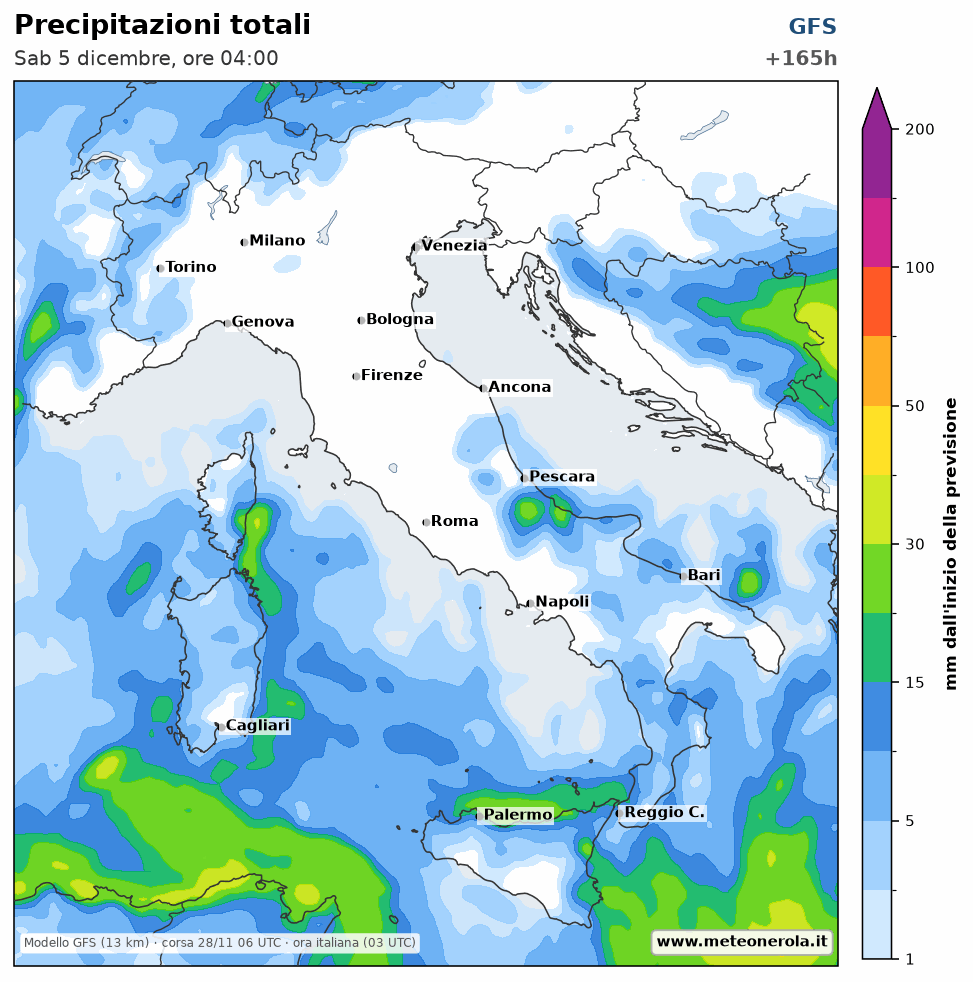 Precipitazioni totali
GFS
Sab 5 dicembre, ore 04:00
+165h
Milano
Venezia
Torino
Genova
Bologna
Firenze
Ancona
Pescara
Roma
Bari
Napoli
Cagliari
Palermo
Reggio C.
200
100
50
30
15
5
1
mm dall'inizio della previsione
Modello GFS (13 km) · corsa 28/11 06 UTC · ora italiana (03 UTC)
www.meteonerola.it